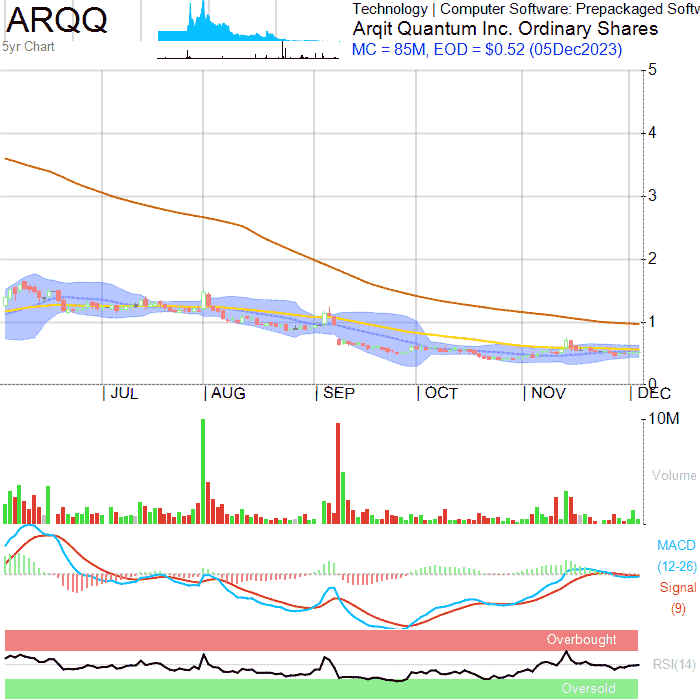 ARQQ
5yr Chart
Technology | Computer Software: Prepackaged Softw
Arqit Quantum Inc. Ordinary Shares
MC = 85M, EOD = $0.52 (05Dec2023)
5
4
3
2
1
0
JUL AUG SEP OCT NOV DEC
10M
Volume
MACD
(12-26)
Signal
(9)
Overbought
RSI(14)
Oversold